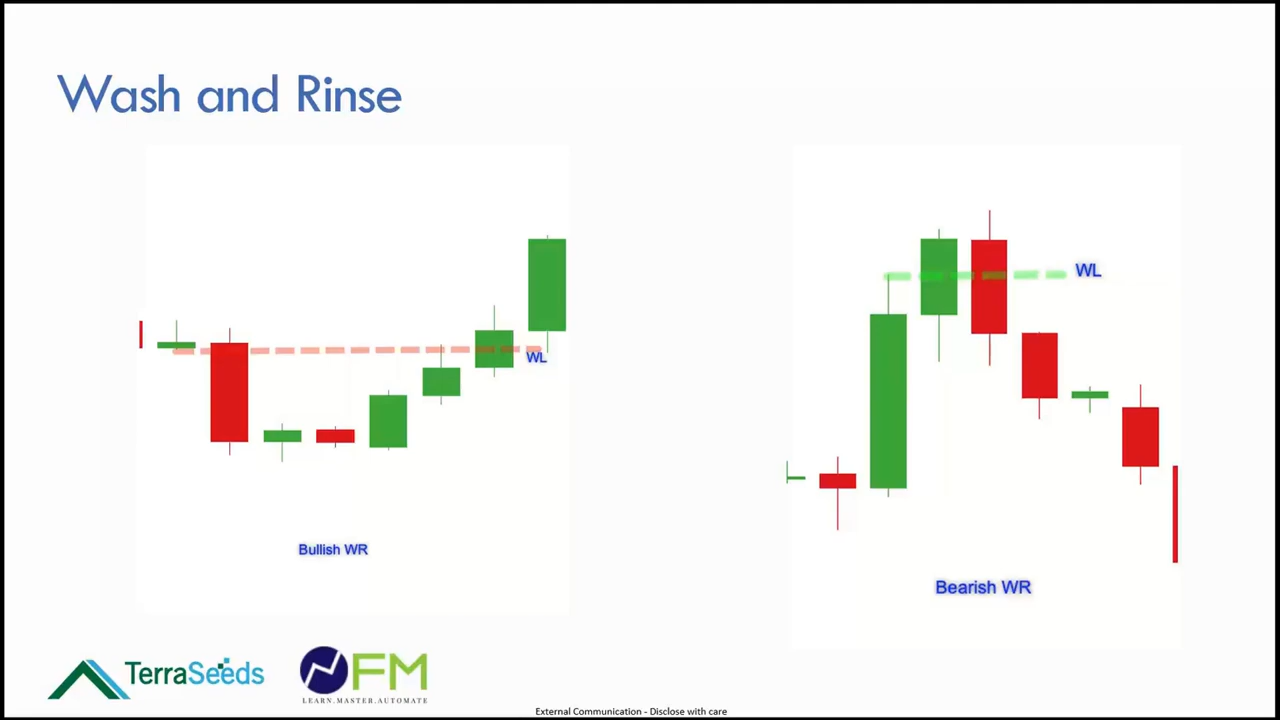 Wash and Rinse
WL
WL
Bullish WR
Bearish WR
TerraSeeds
FM
LEARN.MASTER.AUTOMATE
External Communication - Disclose with care